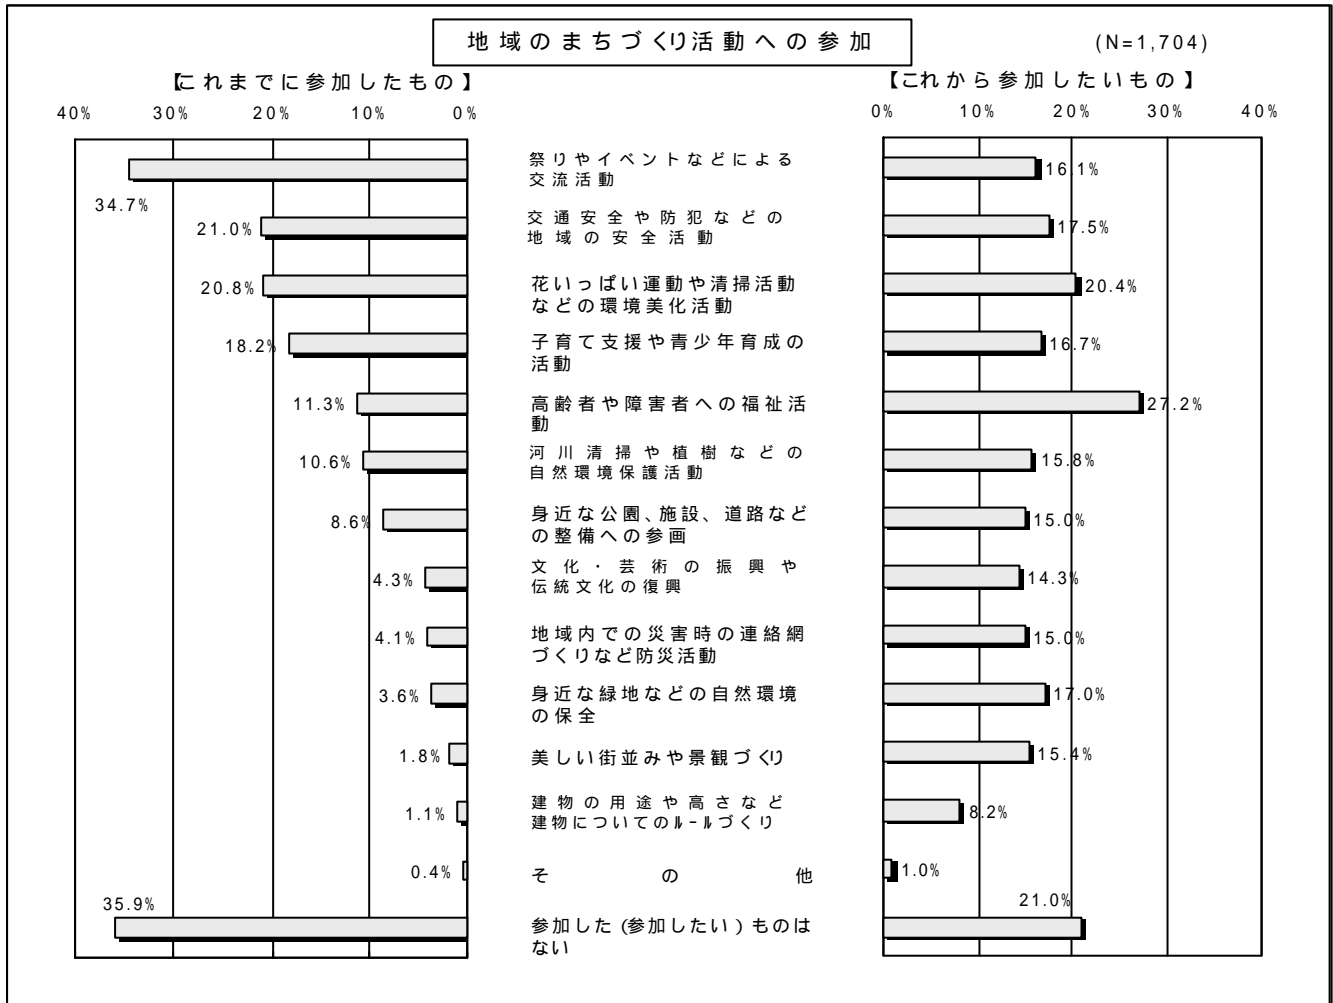 地域のまちづくり活動への参加
(N=1,704)
【これまでに参加したもの】
【これから参加したいもの】
40% 30% 20% 10% 0%
0% 10% 20% 30% 40%
34.7%
祭りやイベントなどによる
交流活動
16.1%
21.0%
交通安全や防犯などの
地域の安全活動
17.5%
20.8%
花いっぱい運動や清掃活動
などの環境美化活動
20.4%
18.2%
子育て支援や青少年育成の
活動
16.7%
11.3%
高齢者や障害者への福祉活
動
27.2%
10.6%
河川清掃や植樹などの
自然環境保護活動
15.8%
8.6%
身近な公園、施設、道路など
の整備への参画
15.0%
4.3%
文化・芸術の振興や
伝統文化の復興
14.3%
4.1%
地域内での災害時の連絡網
づくりなど防災活動
15.0%
3.6%
身近な緑地などの自然環境
の保全
17.0%
1.8%
美しい街並みや景観づくり
15.4%
1.1%
建物の用途や高さなど
建物についてのルールづくり
8.2%
0.4%
その他
1.0%
35.9%
参加した(参加したい)ものは
ない
21.0%